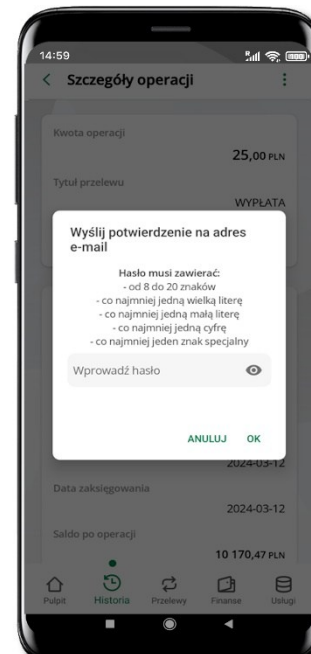 14:59
Szczegóły operacji
Kwota operacji
25,00 PLN
Tytuł przelewu
WYPŁATA
Wyślij potwierdzenie na adres
e-mail
Hasło musi zawierać:
- od 8 do 20 znaków
- co najmniej jedną wielką literę
- co najmniej jedną małą literę
- co najmniej jedną cyfrę
- co najmniej jeden znak specjalny
Wprowadź hasło
ANULUJ OK
2024-03-12
Data zaksięgowania
2024-03-12
Saldo po operacji
10 170,47 PLN
Pulpit Historia Przelewy Finanse Usługi